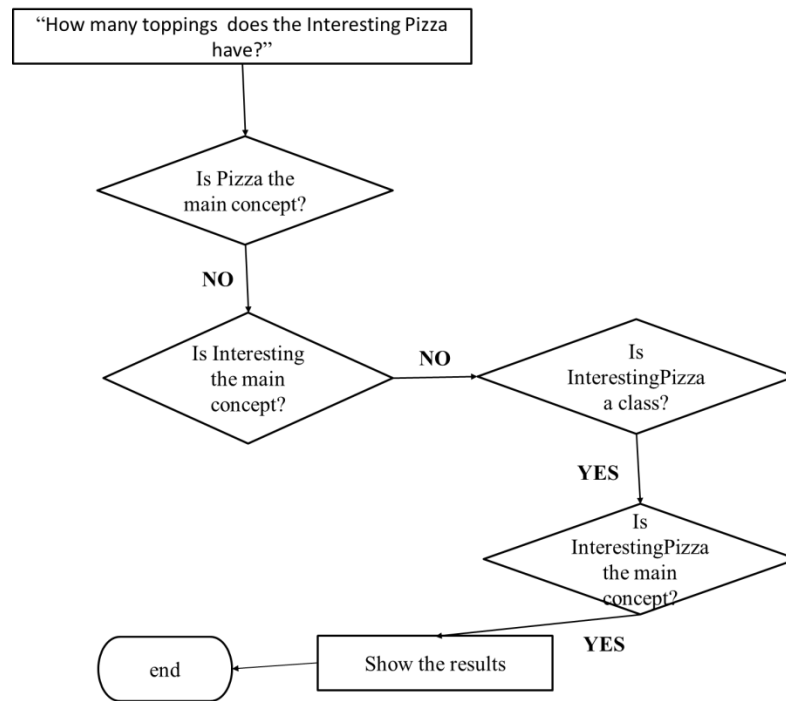 “How many toppings does the Interesting Pizza
have?”
Is Pizza the
main concept?
NO
Is Interesting
the main
concept?
NO
Is
InterestingPizza
a class?
YES
Is
InterestingPizza
the main
concept?
YES
Show the results
end